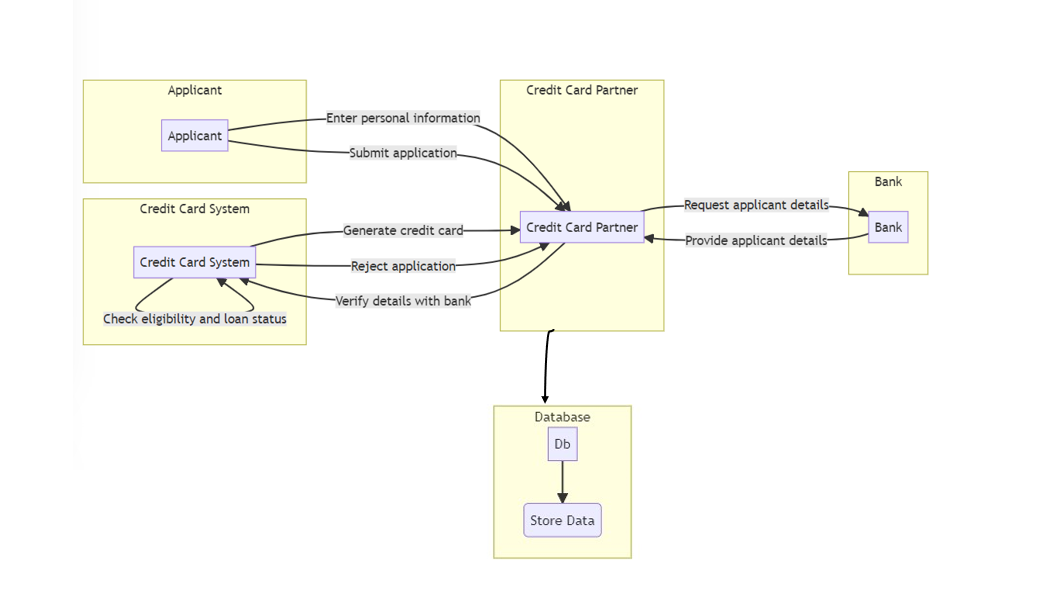 Applicant
Applicant
Enter personal information
Submit application
Credit Card System
Credit Card System
Check eligibility and loan status
Generate credit card
Reject application
Verify details with bank
Credit Card Partner
Credit Card Partner
Request applicant details
Provide applicant details
Bank
Bank
Database
Db
Store Data